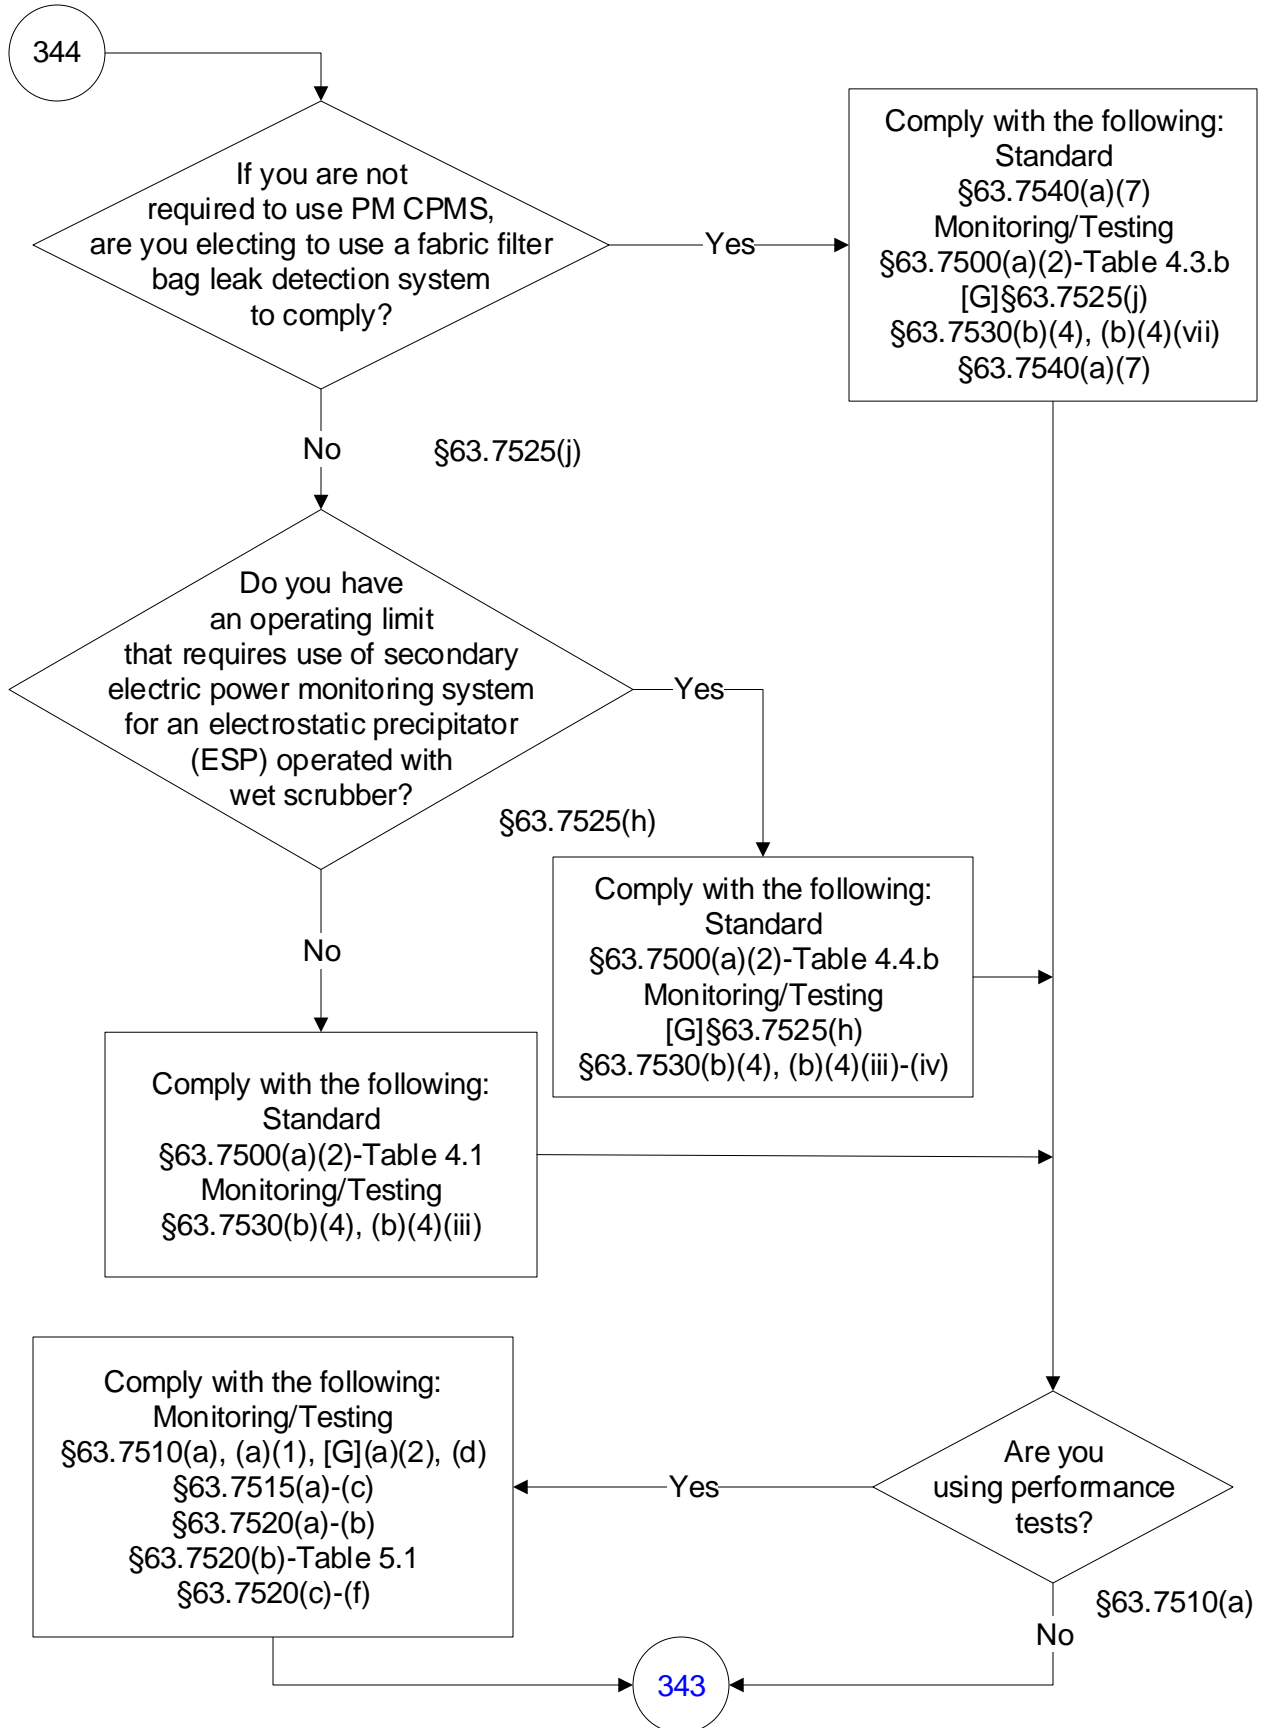 344
If you are not
required to use PM CPMS,
are you electing to use a fabric filter
bag leak detection system
to comply?
Yes
Comply with the following:
Standard
§63.7540(a)(7)
Monitoring/Testing
§63.7500(a)(2)-Table 4.3.b
[G]§63.7525(j)
§63.7530(b)(4), (b)(4)(vii)
§63.7540(a)(7)
No
§63.7525(j)
Do you have
an operating limit
that requires use of secondary
electric power monitoring system
for an electrostatic precipitator
(ESP) operated with
wet scrubber?
Yes
§63.7525(h)
Comply with the following:
Standard
§63.7500(a)(2)-Table 4.4.b
Monitoring/Testing
[G]§63.7525(h)
§63.7530(b)(4), (b)(4)(iii)-(iv)
No
Comply with the following:
Standard
§63.7500(a)(2)-Table 4.1
Monitoring/Testing
§63.7530(b)(4), (b)(4)(iii)
Are you
using performance
tests?
§63.7510(a)
Yes
Comply with the following:
Monitoring/Testing
§63.7510(a), (a)(1), [G](a)(2), (d)
§63.7515(a)-(c)
§63.7520(a)-(b)
§63.7520(b)-Table 5.1
§63.7520(c)-(f)
No
343